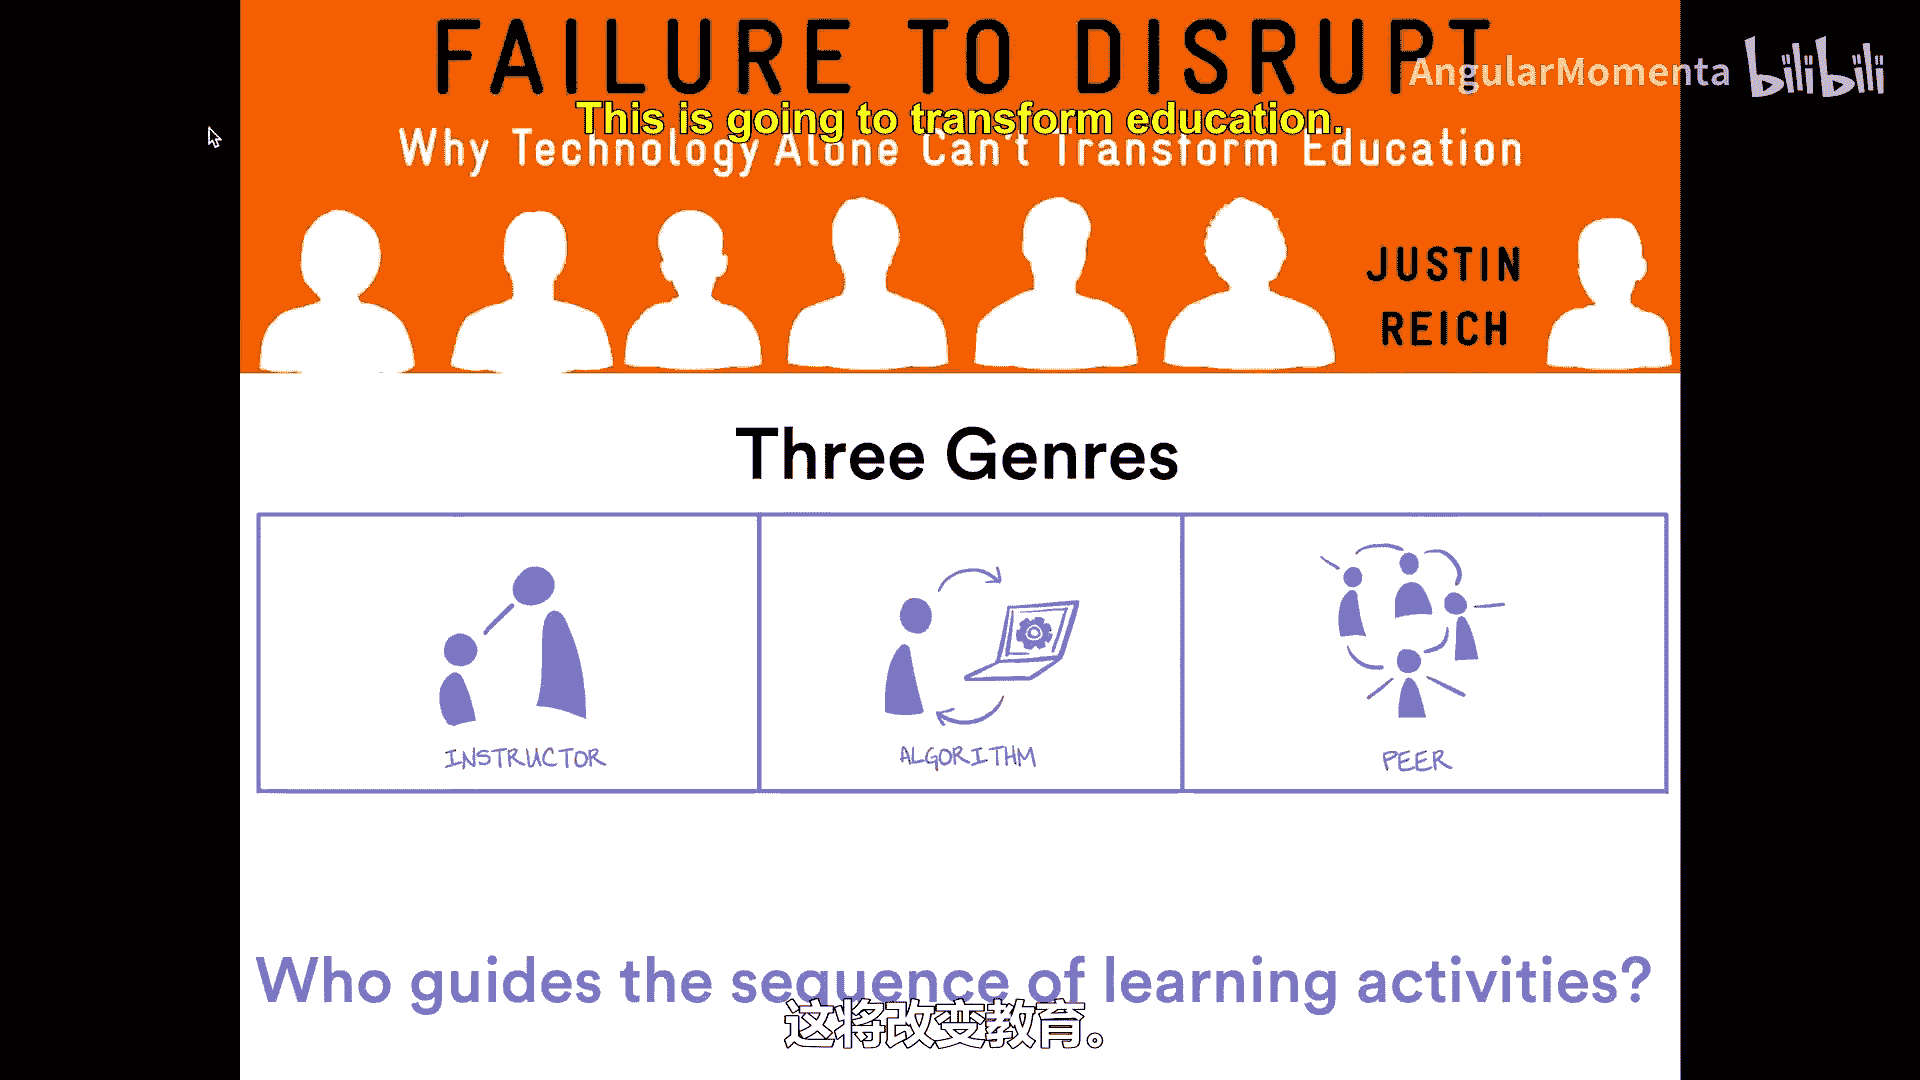 FAILURE TO DISRUPT
AngularMomenta bilibili
This is going to transform education.
Why Technology Alone Can't Transform Education
JUSTIN
REICH
Three Genres
INSTRUCTOR
ALGORITHM
PEER
Who guides the sequence of learning activities?
这将改变教育。